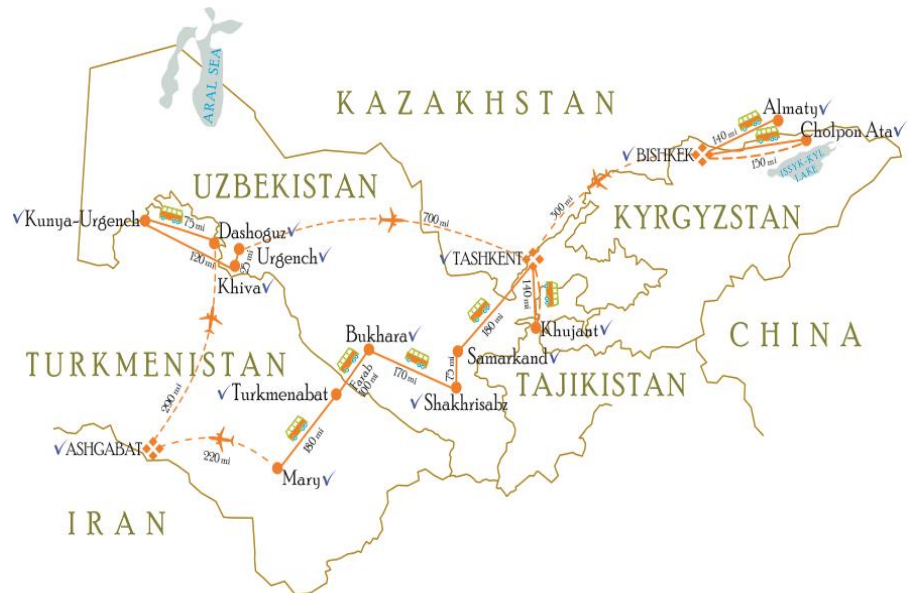 ARAL SEA
KAZAKHSTAN
Almaty✓
140 mi
Cholpon Ata✓
✓BISHKEK
150 mi
ISSYK-KYL
LAKE
UZBEKISTAN
300 mi
KYRGYZSTAN
✓Kunya-Urgench
75 mi
700 mi
Dashoguz✓
Urgench✓
✓TASHKENT
120 mi
Khiva✓
140 mi
CHINA
180 mi
Khujant✓
Bukhara✓
Samarkand✓
TURKMENISTAN
170 mi
TAJIKISTAN
✓Turkmenabat
Farab
100 mi
✓Shakhrisabz
200 mi
✓ASHGABAT
180 mi
220 mi
Mary✓
IRAN